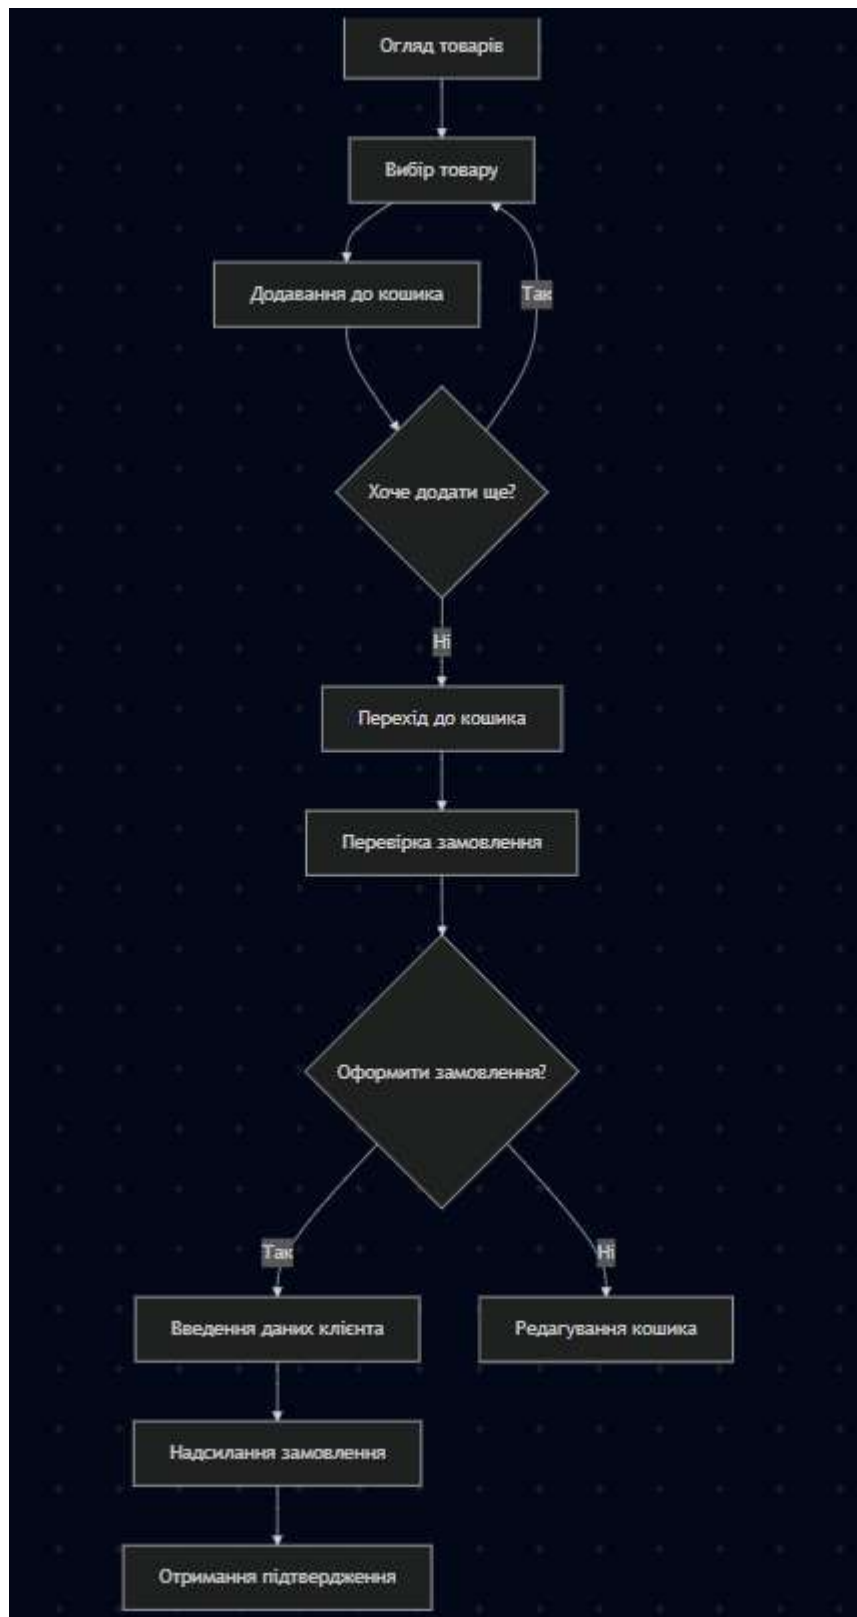 Огляд товарів
Вибір товару
Додавання до кошика
Так
Хоче додати ще?
Ні
Перехід до кошика
Перевірка замовлення
Оформити замовлення?
Так
Ні
Введення даних клієнта
Редагування кошика
Надсилання замовлення
Отримання підтвердження